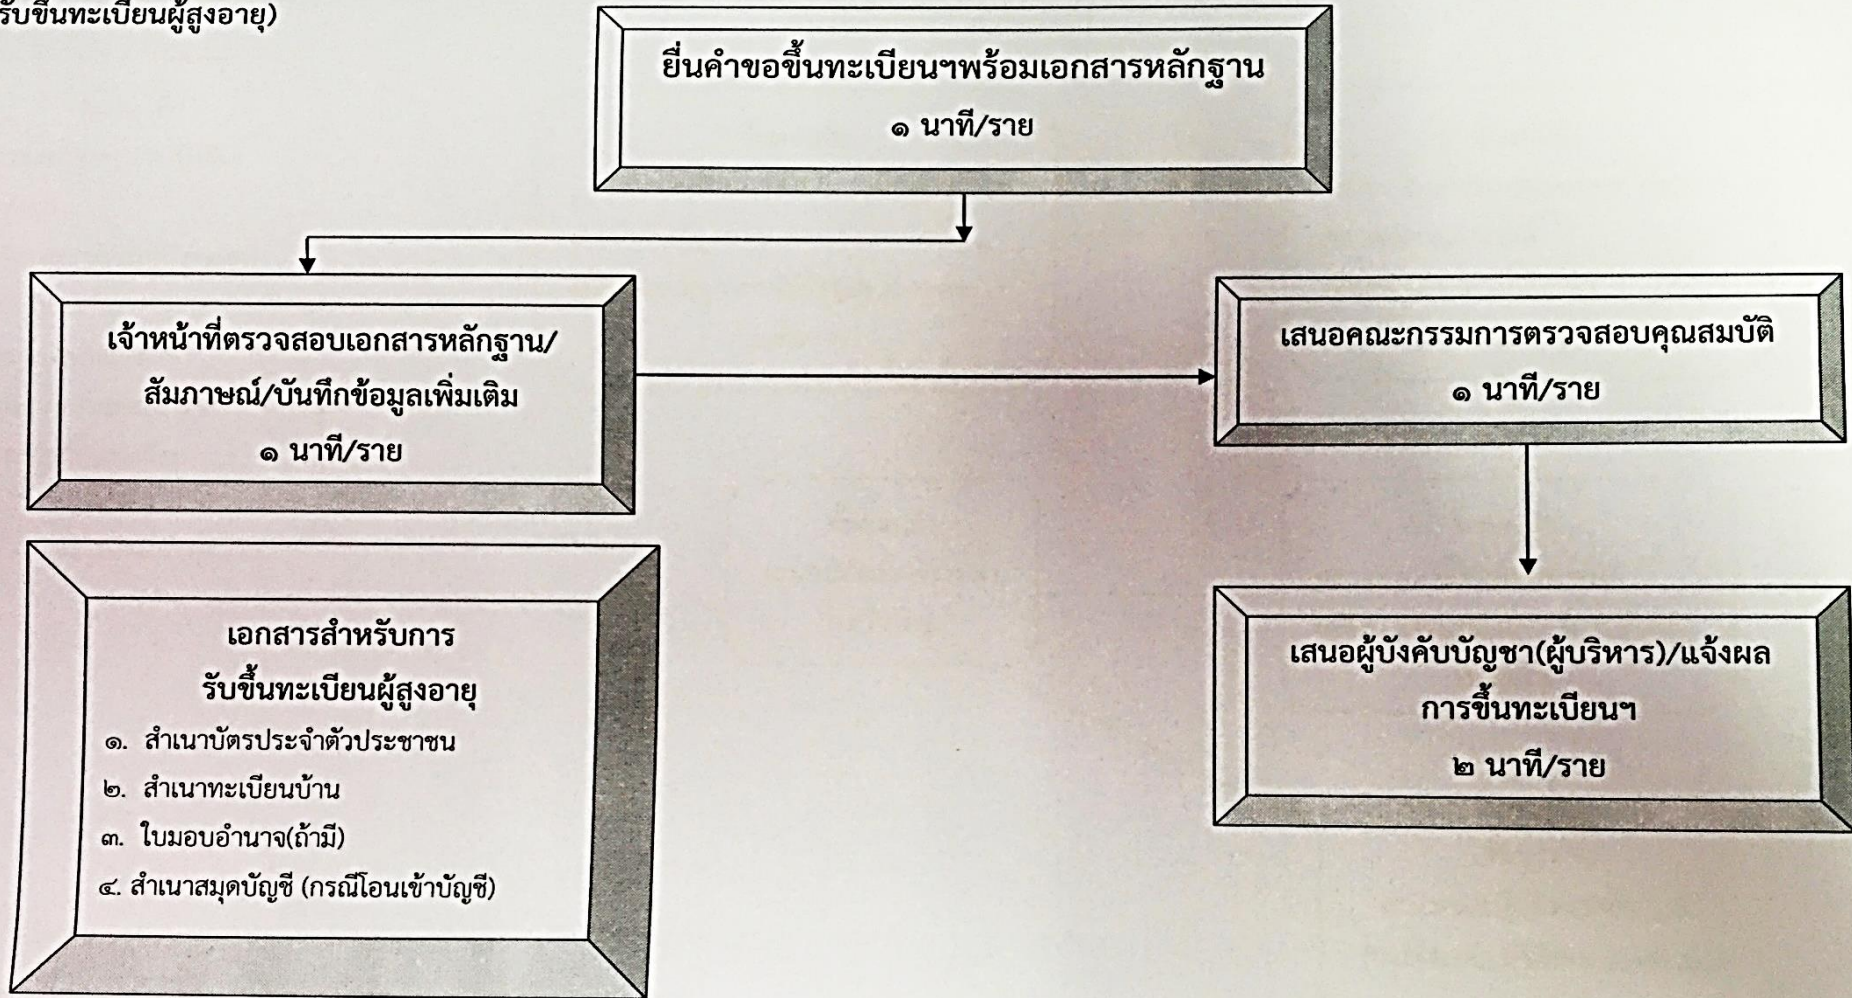 รับขึ้นทะเบียนผู้สูงอายุ)
ยื่นคำขอขึ้นทะเบียนฯพร้อมเอกสารหลักฐาน
๑ นาที/ราย
เจ้าหน้าที่ตรวจสอบเอกสารหลักฐาน/
สัมภาษณ์/บันทึกข้อมูลเพิ่มเติม
๑ นาที/ราย
เสนอคณะกรรมการตรวจสอบคุณสมบัติ
๑ นาที/ราย
เสนอผู้บังคับบัญชา(ผู้บริหาร)/แจ้งผล
การขึ้นทะเบียนฯ
๒ นาที/ราย
เอกสารสำหรับการ
รับขึ้นทะเบียนผู้สูงอายุ
๑. สำเนาบัตรประจำตัวประชาชน
๒. สำเนาทะเบียนบ้าน
๓. ใบมอบอำนาจ(ถ้ามี)
๔. สำเนาสมุดบัญชี (กรณีโอนเข้าบัญชี)